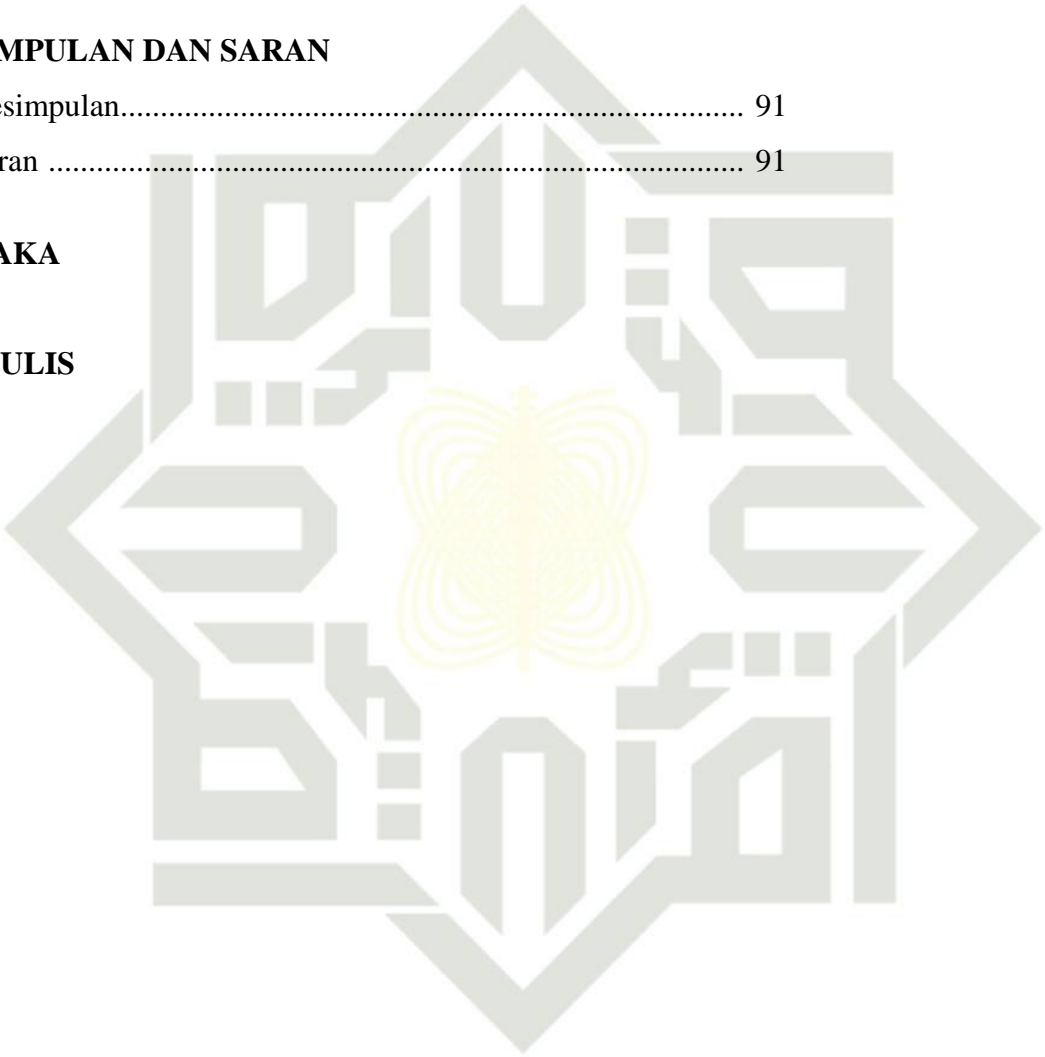 MPULAN DAN SARAN
esimpulan.............................................................................. 91
ran ....................................................................................... 91
AKA
ULIS